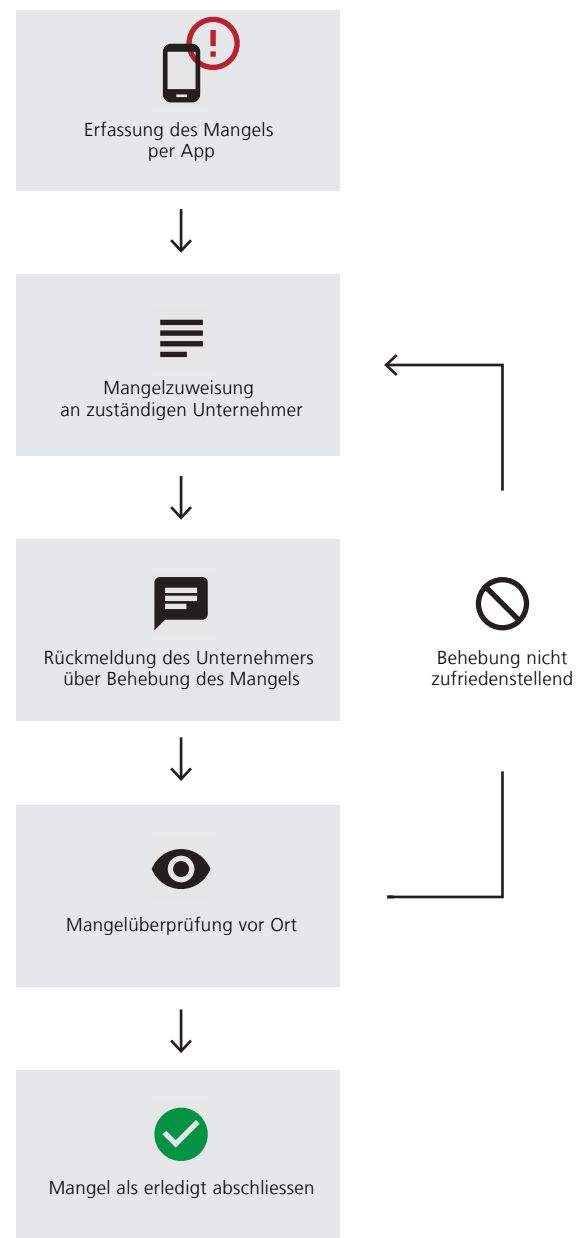 Erfassung des Mangels
per App
Mangelzuweisung
an zuständigen Unternehmer
Rückmeldung des Unternehmers
über Behebung des Mangels
Behebung nicht
zufriedenstellend
Mangelüberprüfung vor Ort
Mangel als erledigt abschliessen